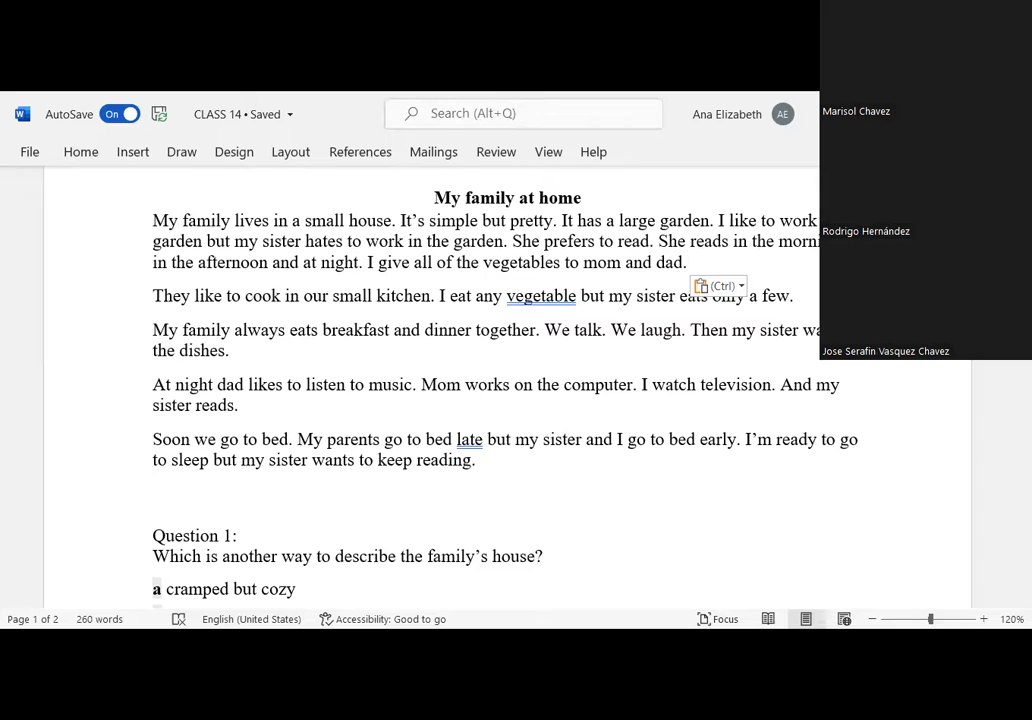 AutoSave On CLASS 14 • Saved Search (Alt+Q) Ana Elizabeth AE
File Home Insert Draw Design Layout References Mailings Review View Help
Marisol Chavez
Rodrigo Hernández
Jose Serafin Vasquez Chavez
My family at home
My family lives in a small house. It’s simple but pretty. It has a large garden. I like to work
garden but my sister hates to work in the garden. She prefers to read. She reads in the morni
in the afternoon and at night. I give all of the vegetables to mom and dad.
(Ctrl)
They like to cook in our small kitchen. I eat any vegetable but my sister eats only a few.
My family always eats breakfast and dinner together. We talk. We laugh. Then my sister wa
the dishes.
At night dad likes to listen to music. Mom works on the computer. I watch television. And my
sister reads.
Soon we go to bed. My parents go to bed late but my sister and I go to bed early. I’m ready to go
to sleep but my sister wants to keep reading.
Question 1:
Which is another way to describe the family’s house?
a cramped but cozy
Page 1 of 2 260 words English (United States) Accessibility: Good to go Focus 120%